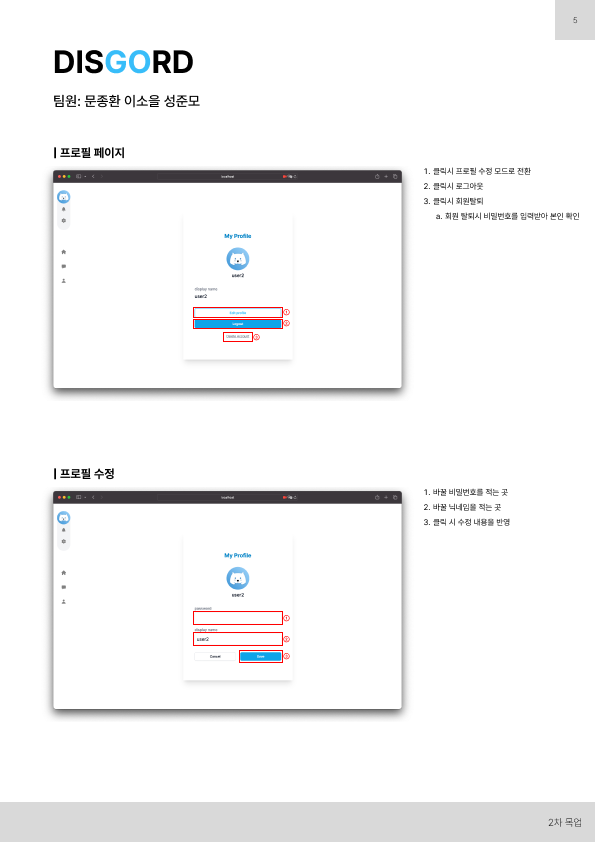 5
DISGORD
팀원: 문종환 이소을 성준모
| 프로필 페이지
localhost
My Profile
user2
display name
user2
Edit profile
1
Logout
2
Delete Account
3
1. 클릭시 프로필 수정 모드로 전환
2. 클릭시 로그아웃
3. 클릭시 회원탈퇴
a. 회원 탈퇴시 비밀번호를 입력받아 본인 확인
| 프로필 수정
localhost
My Profile
user2
1
display name
user2
2
Cancel
Save
3
1. 바꿀 비밀번호를 적는 곳
2. 바꿀 닉네임을 적는 곳
3. 클릭 시 수정 내용을 반영
2차 목업